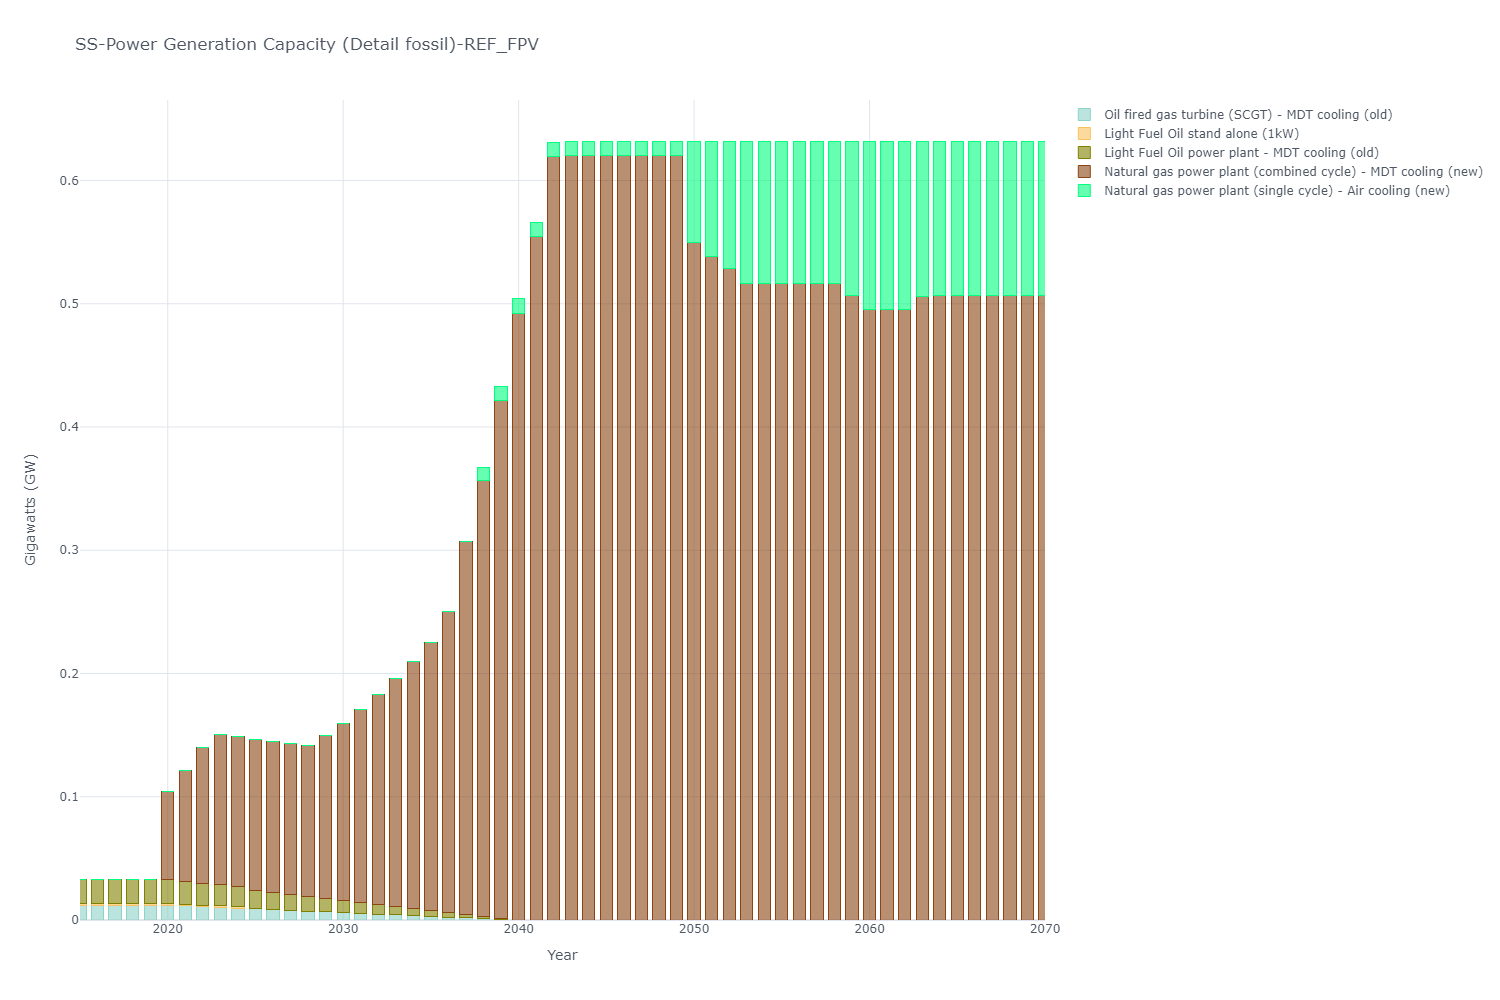 SS-Power Generation Capacity (Detail fossil)-REF_FPV
Oil fired gas turbine (SCGT) - MDT cooling (old)
Light Fuel Oil stand alone (1kW)
Light Fuel Oil power plant - MDT cooling (old)
Natural gas power plant (combined cycle) - MDT cooling (new)
Natural gas power plant (single cycle) - Air cooling (new)
Gigawatts (GW)
0.6
0.5
0.4
0.3
0.2
0.1
0
2020
2030
2040
2050
2060
2070
Year